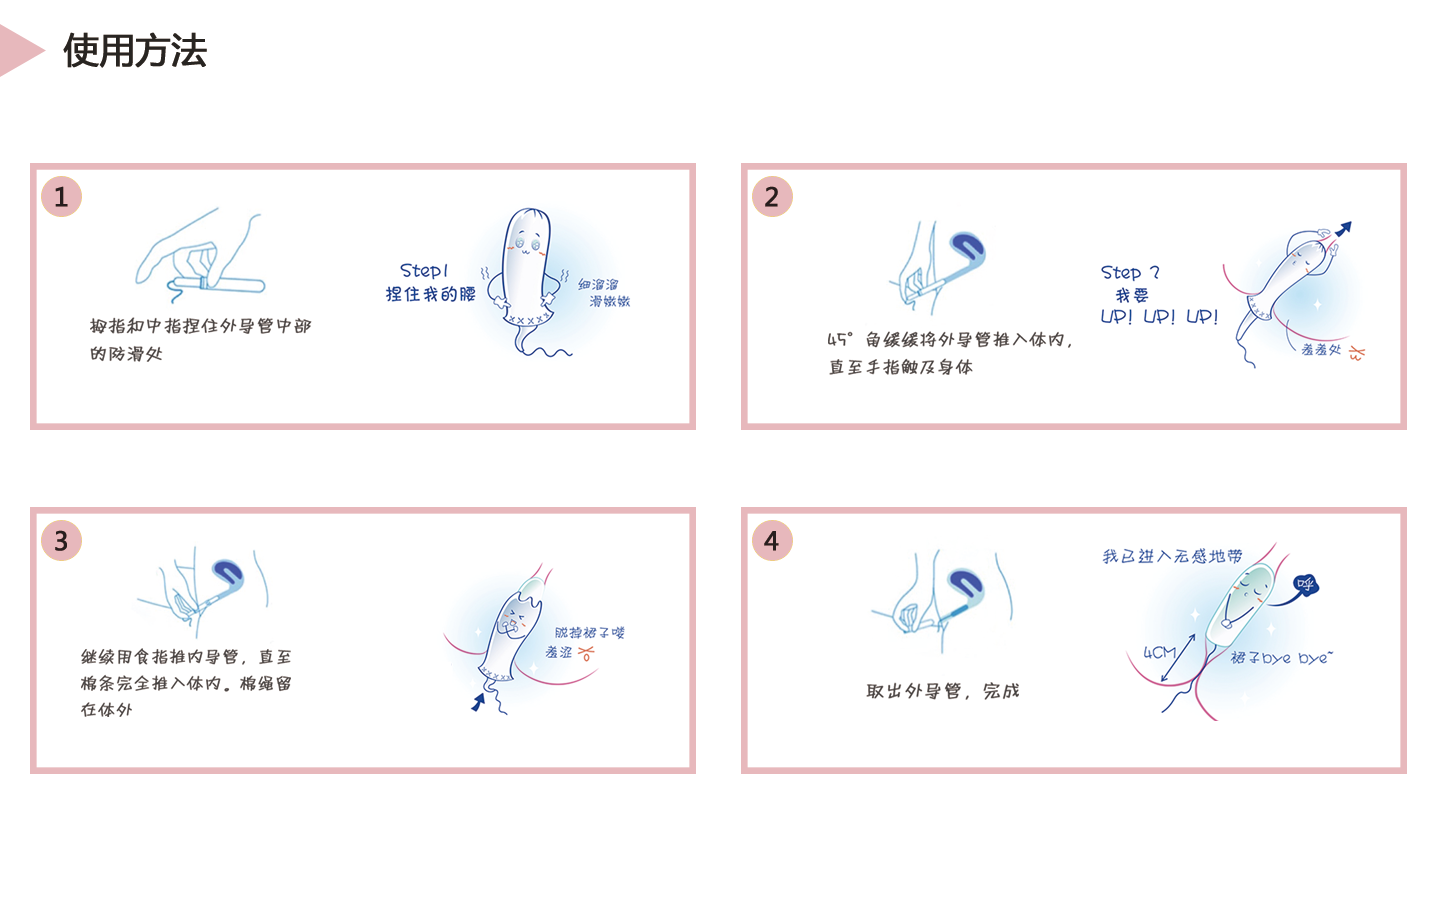 使用方法
1
拇指和中指捏住外导管中部
的防滑处
Step1
捏住我的腰
细溜溜
滑嫩嫩
2
45°角缓缓将外导管推入体内，
直至手指触及身体
Step 2
我要
UP! UP! UP!
羞羞处
3
继续用食指推内导管，直至
棉条完全推入体内。棉绳留
在体外
脱掉裙子喽
羞涩
4
取出外导管，完成
我已进入无感地带
4CM
裙子bye bye~